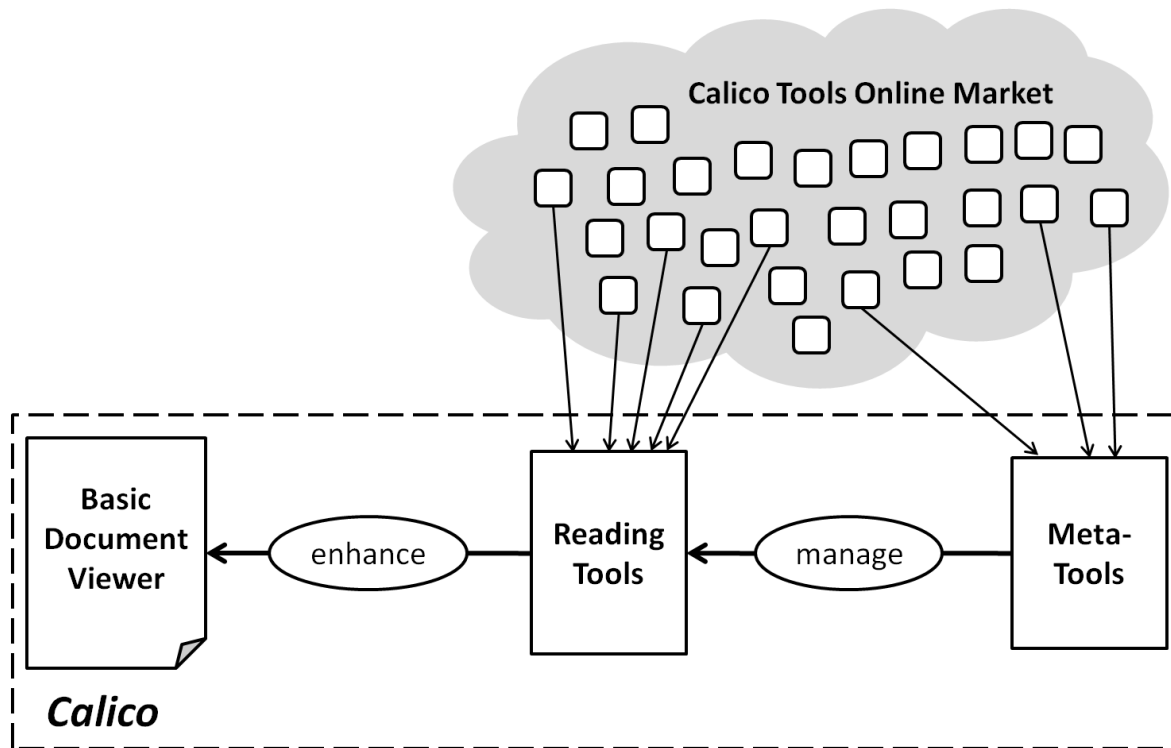 Calico Tools Online Market
Basic
Document
Viewer
enhance
Reading
Tools
manage
Meta-
Tools
Calico